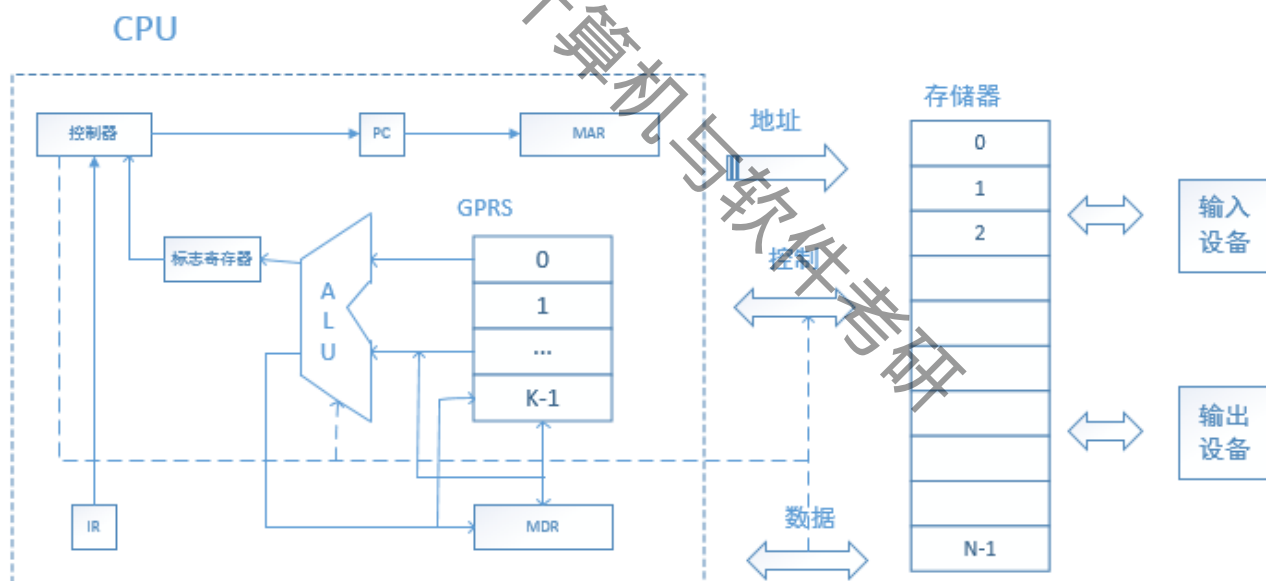 CPU
控制器
PC
MAR
标志寄存器
ALU
GPRS
0
1
...
K-1
IR
MDR
地址
控制
数据
存储器
0
1
2
N-1
输入
设备
输出
设备
算机与软件考研